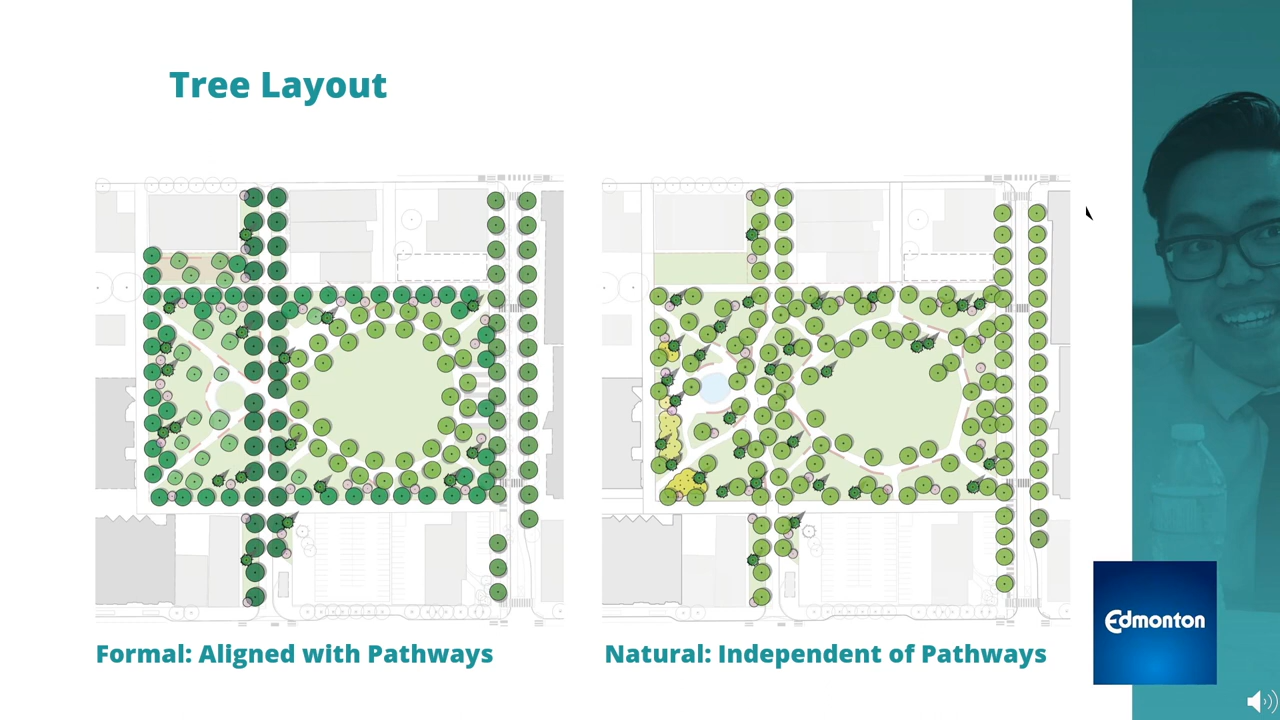 Tree Layout
Formal: Aligned with Pathways
Natural: Independent of Pathways
Edmonton